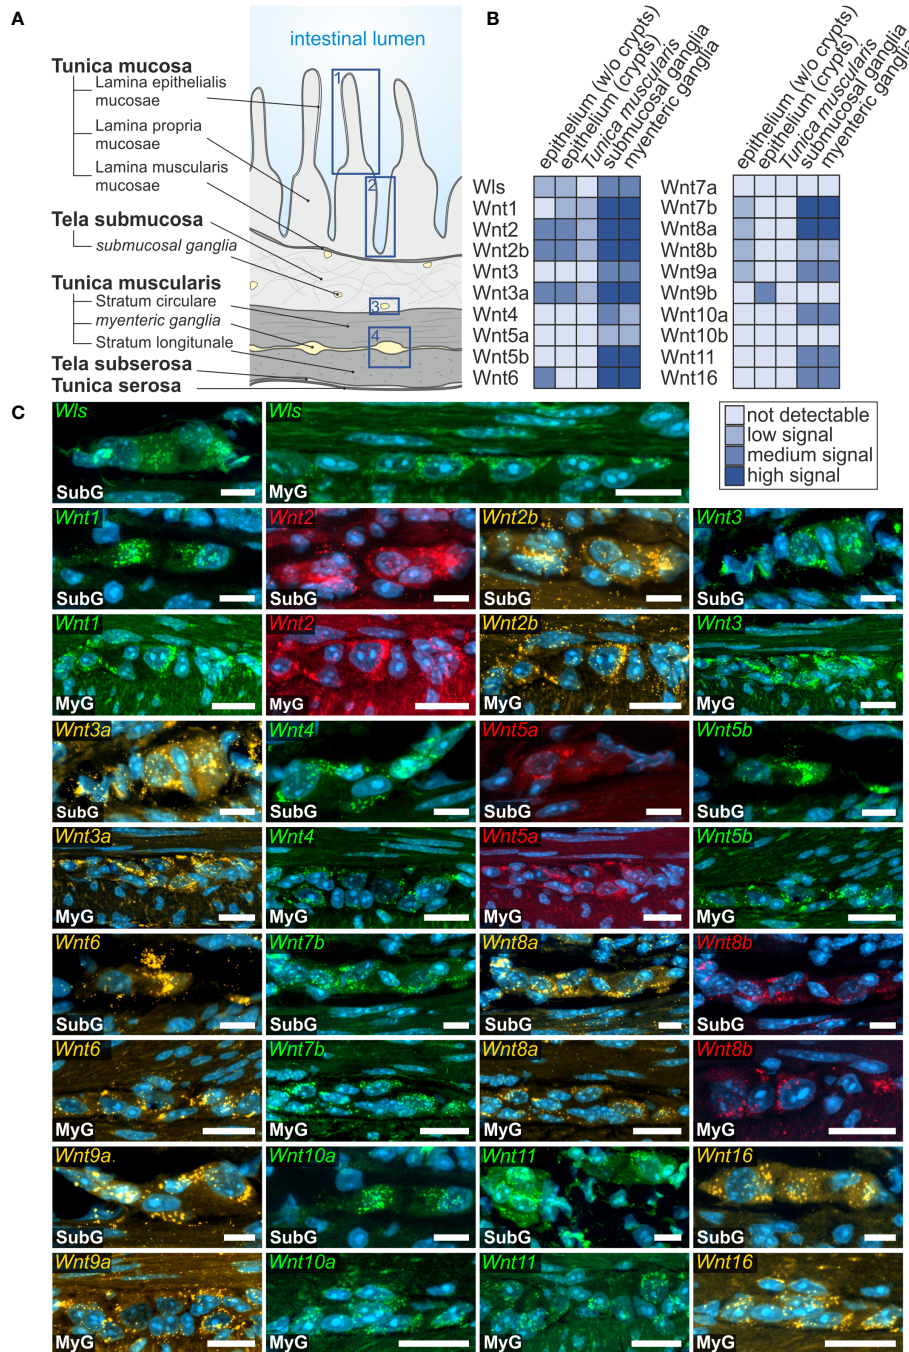 A
intestinal lumen
Tunica mucosa
Lamina epithelialis
mucosae
Lamina propria
mucosae
Lamina muscularis
mucosae
Tela submucosa
submucosal ganglia
Tunica muscularis
Stratum circulare
myenteric ganglia
Stratum longitunale
Tela subserosa
Tunica serosa
1
2
3
4
B
epithelium (w/o crypts)
epithelium (crypts)
Tunica muscularis
submucosal ganglia
myenteric ganglia
Wls
Wnt1
Wnt2
Wnt2b
Wnt3
Wnt3a
Wnt4
Wnt5a
Wnt5b
Wnt6
epithelium (w/o crypts)
epithelium (crypts)
Tunica muscularis
submucosal ganglia
myenteric ganglia
Wnt7a
Wnt7b
Wnt8a
Wnt8b
Wnt9a
Wnt9b
Wnt10a
Wnt10b
Wnt11
Wnt16
not detectable
low signal
medium signal
high signal
C
Wls
SubG
Wls
MyG
Wnt1
SubG
Wnt2
SubG
Wnt2b
SubG
Wnt3
SubG
Wnt1
MyG
Wnt2
MyG
Wnt2b
MyG
Wnt3
MyG
Wnt3a
SubG
Wnt4
SubG
Wnt5a
SubG
Wnt5b
SubG
Wnt3a
MyG
Wnt4
MyG
Wnt5a
MyG
Wnt5b
MyG
Wnt6
SubG
Wnt7b
SubG
Wnt8a
SubG
Wnt8b
SubG
Wnt6
MyG
Wnt7b
MyG
Wnt8a
MyG
Wnt8b
MyG
Wnt9a
SubG
Wnt10a
SubG
Wnt11
SubG
Wnt16
SubG
Wnt9a
MyG
Wnt10a
MyG
Wnt11
MyG
Wnt16
MyG